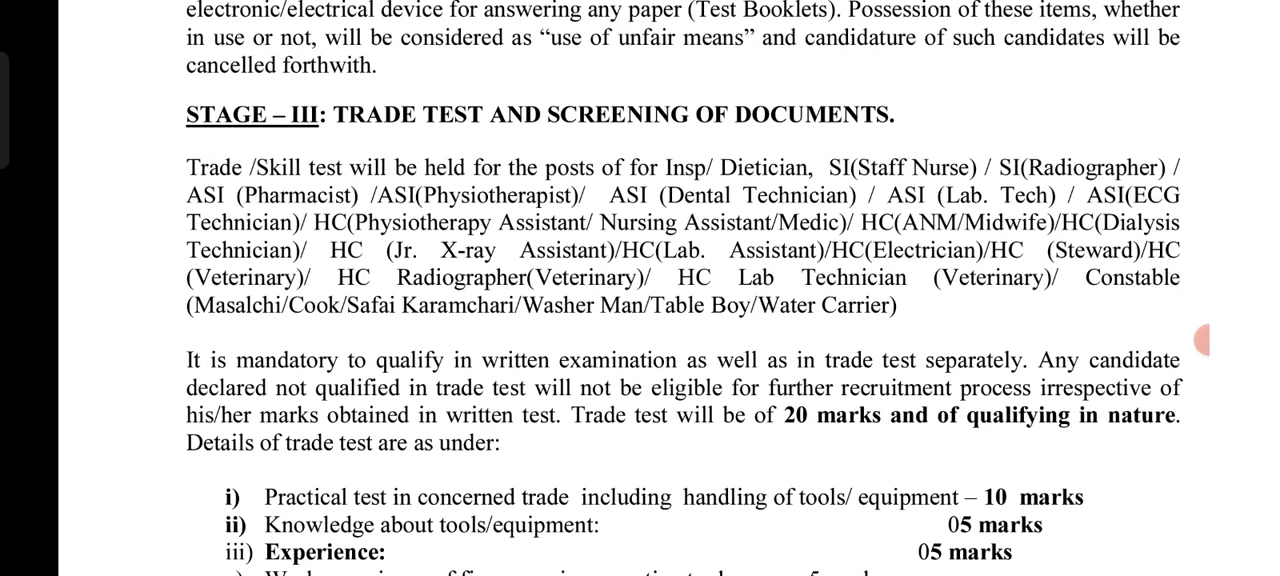 electronic/electrical device for answering any paper (Test Booklets). Possession of these items, whether
in use or not, will be considered as “use of unfair means” and candidature of such candidates will be
cancelled forthwith.
STAGE – III: TRADE TEST AND SCREENING OF DOCUMENTS.
Trade /Skill test will be held for the posts of for Insp/ Dietician, SI(Staff Nurse) / SI(Radiographer) /
ASI (Pharmacist) /ASI(Physiotherapist)/ ASI (Dental Technician) / ASI (Lab. Tech) / ASI(ECG
Technician)/ HC(Physiotherapy Assistant/ Nursing Assistant/Medic)/ HC(ANM/Midwife)/HC(Dialysis
Technician)/ HC (Jr. X-ray Assistant)/HC(Lab. Assistant)/HC(Electrician)/HC (Steward)/HC
(Veterinary)/ HC Radiographer(Veterinary)/ HC Lab Technician (Veterinary)/ Constable
(Masalchi/Cook/Safai Karamchari/Washer Man/Table Boy/Water Carrier)
It is mandatory to qualify in written examination as well as in trade test separately. Any candidate
declared not qualified in trade test will not be eligible for further recruitment process irrespective of
his/her marks obtained in written test. Trade test will be of 20 marks and of qualifying in nature.
Details of trade test are as under:
i) Practical test in concerned trade including handling of tools/ equipment – 10 marks
ii) Knowledge about tools/equipment: 05 marks
iii) Experience: 05 marks